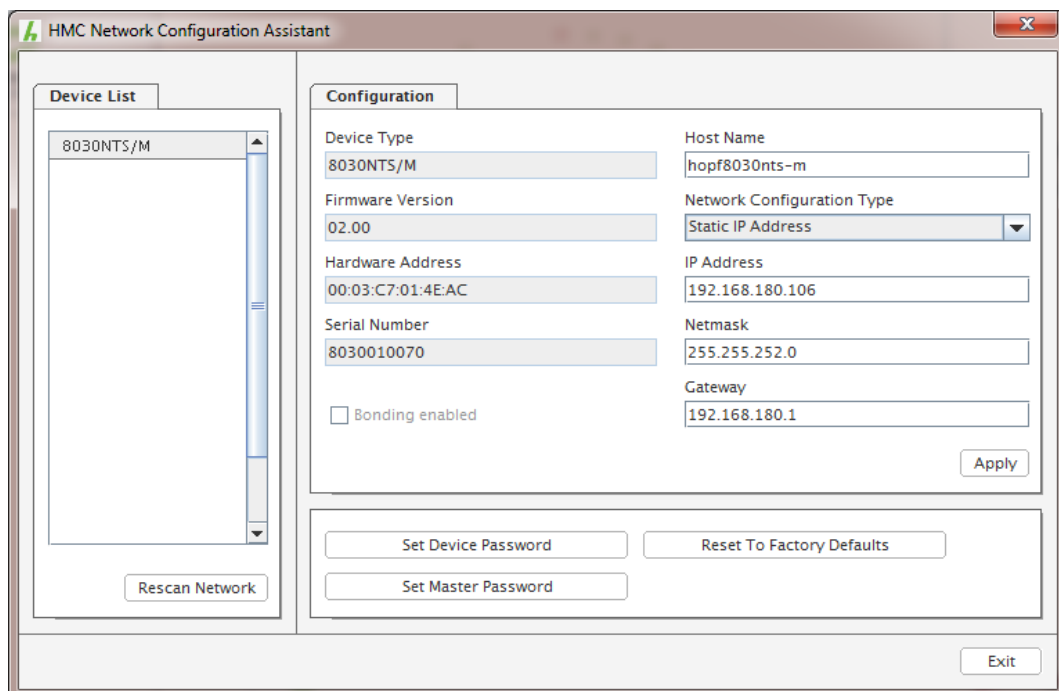 HMC Network Configuration Assistant
Device List
8030NTS/M
Rescan Network
Configuration
Device Type
8030NTS/M
Firmware Version
02.00
Hardware Address
00:03:C7:01:4E:AC
Serial Number
8030010070
Bonding enabled
Host Name
hopf8030nts-m
Network Configuration Type
Static IP Address
IP Address
192.168.180.106
Netmask
255.255.252.0
Gateway
192.168.180.1
Apply
Set Device Password
Reset To Factory Defaults
Set Master Password
Exit